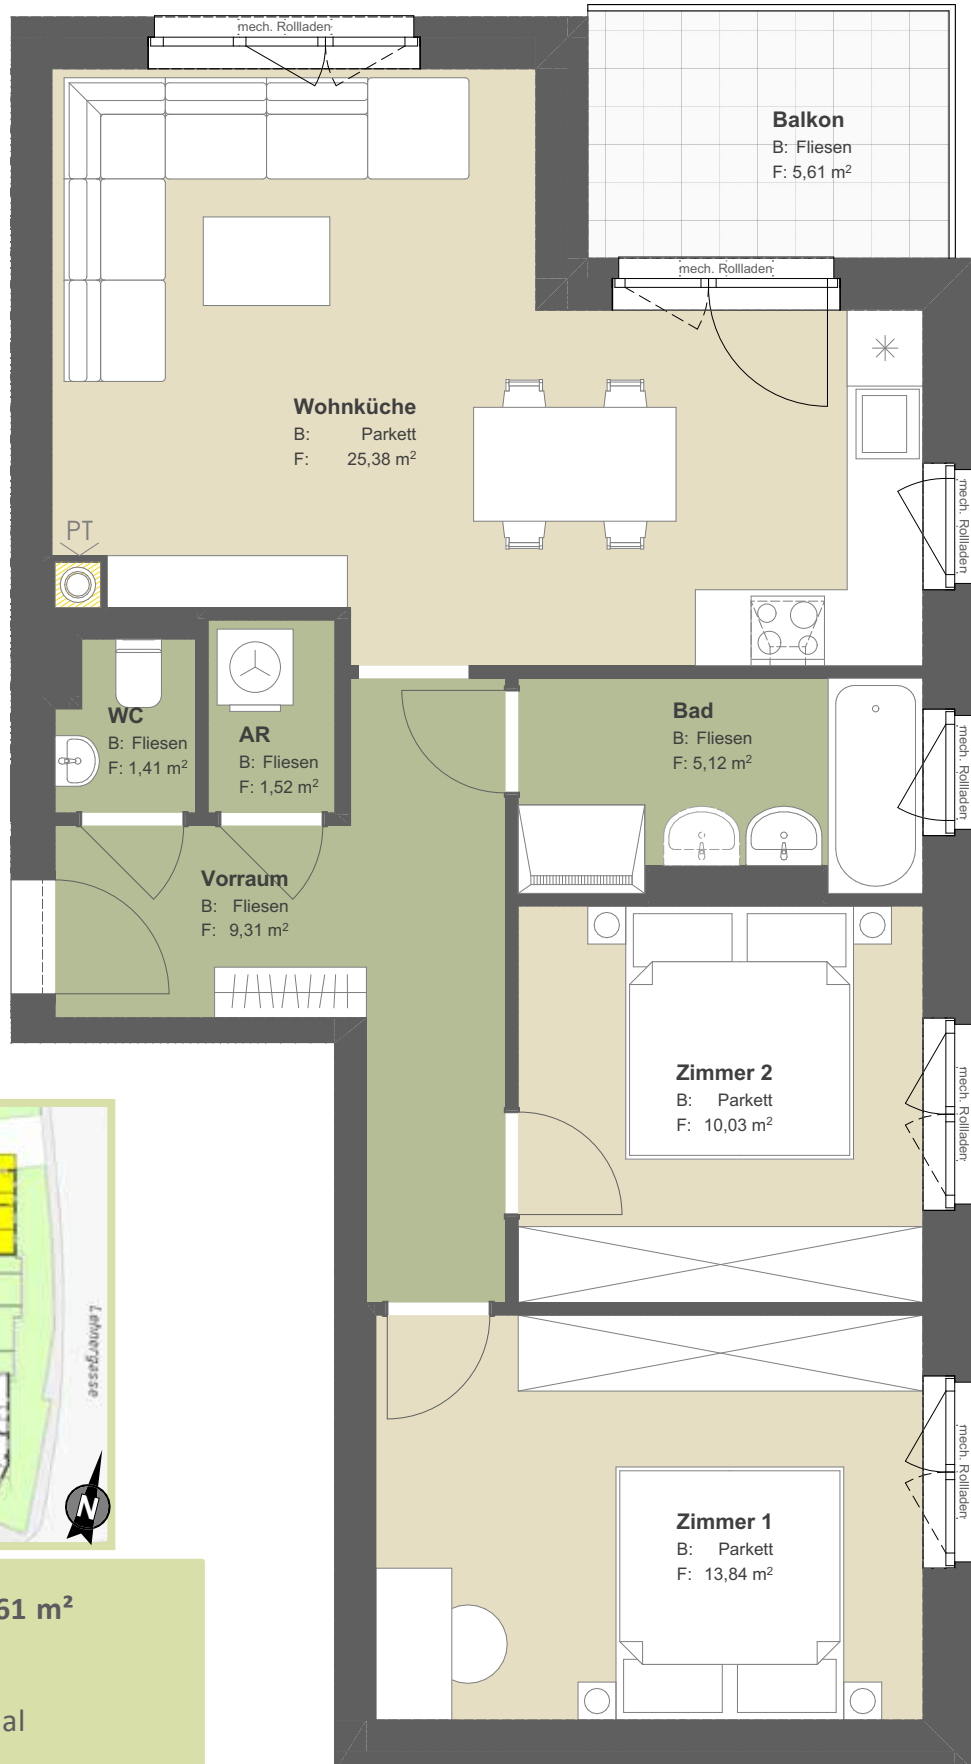 mech. Rollladen
Balkon
B: Fliesen
F: 5,61 m²
mech. Rollladen
Wohnküche
B: Parkett
F: 25,38 m²
mech. Rollladen
PT
WC
B: Fliesen
F: 1,41 m²
AR
B: Fliesen
F: 1,52 m²
Bad
B: Fliesen
F: 5,12 m²
mech. Rollladen
Vorraum
B: Fliesen
F: 9,31 m²
Zimmer 2
B: Parkett
F: 10,03 m²
mech. Rollladen
Lehnergasse
N
Zimmer 1
B: Parkett
F: 13,84 m²
mech. Rollladen
61 m²
al